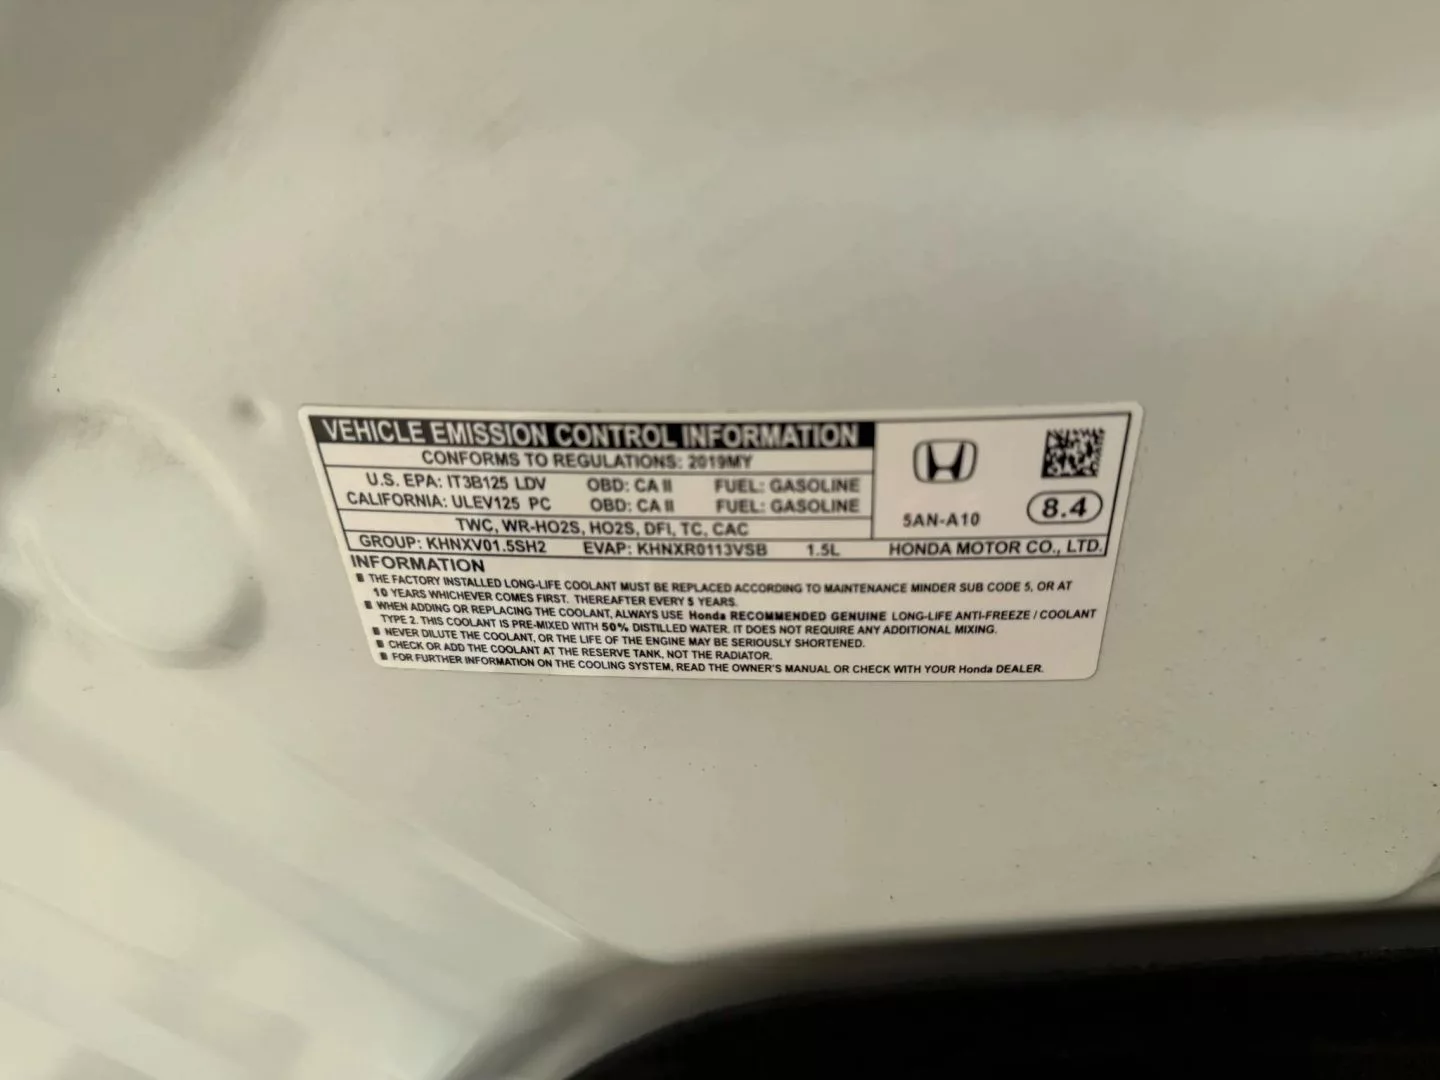 VEHICLE EMISSION CONTROL INFORMATION
CONFORMS TO REGULATIONS: 2019MY
U.S. EPA: IT3B125 LDV OBD: CA II FUEL: GASOLINE
CALIFORNIA: ULEV125 PC OBD: CA II FUEL: GASOLINE
TWC, WR-HO2S, HO2S, DFI, TC, CAC
5AN-A10
8.4
GROUP: KHNXV01.5SH2 EVAP: KHNXR0113VSB 1.5L HONDA MOTOR CO., LTD.
INFORMATION
■ THE FACTORY INSTALLED LONG-LIFE COOLANT MUST BE REPLACED ACCORDING TO MAINTENANCE MINDER SUB CODE 5, OR AT
10 YEARS WHICHEVER COMES FIRST. THEREAFTER EVERY 5 YEARS.
■ WHEN ADDING OR REPLACING THE COOLANT, ALWAYS USE Honda RECOMMENDED GENUINE LONG-LIFE ANTI-FREEZE / COOLANT
TYPE 2. THIS COOLANT IS PRE-MIXED WITH 50% DISTILLED WATER. IT DOES NOT REQUIRE ANY ADDITIONAL MIXING.
■ NEVER DILUTE THE COOLANT, OR THE LIFE OF THE ENGINE MAY BE SERIOUSLY SHORTENED.
■ CHECK OR ADD THE COOLANT AT THE RESERVE TANK, NOT THE RADIATOR.
■ FOR FURTHER INFORMATION ON THE COOLING SYSTEM, READ THE OWNER'S MANUAL OR CHECK WITH YOUR Honda DEALER.